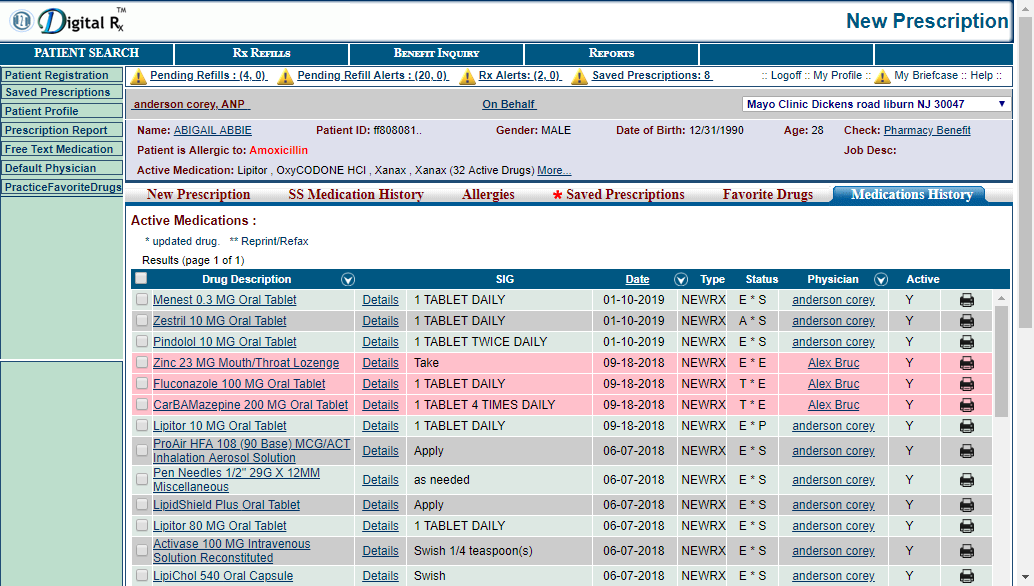 Digital Rx TM
New Prescription
PATIENT SEARCH Rx REFILLS BENEFIT INQUIRY REPORTS
Patient Registration
Saved Prescriptions
Patient Profile
Prescription Report
Free Text Medication
Default Physician
PracticeFavoriteDrugs
Pending Refills : (4, 0) Pending Refill Alerts : (20, 0) Rx Alerts: (2, 0) Saved Prescriptions: 8 :: Logoff :: My Profile :: My Briefcase :: Help ::
anderson corey, ANP On Behalf Mayo Clinic Dickens road liburn NJ 30047
Name: ABIGAIL ABBIE Patient ID: ff808081.. Gender: MALE Date of Birth: 12/31/1990 Age: 28 Check: Pharmacy Benefit
Patient is Allergic to: Amoxicillin Job Desc:
Active Medication: Lipitor , OxyCODONE HCl , Xanax , Xanax (32 Active Drugs) More...
New Prescription SS Medication History Allergies * Saved Prescriptions Favorite Drugs Medications History
Active Medications :
* updated drug. ** Reprint/Refax
Results (page 1 of 1)
Drug Description SIG Date Type Status Physician Active
Menest 0.3 MG Oral Tablet Details 1 TABLET DAILY 01-10-2019 NEWRX E * S anderson corey Y
Zestril 10 MG Oral Tablet Details 1 TABLET DAILY 01-10-2019 NEWRX A * S anderson corey Y
Pindolol 10 MG Oral Tablet Details 1 TABLET TWICE DAILY 01-10-2019 NEWRX E * S anderson corey Y
Zinc 23 MG Mouth/Throat Lozenge Details Take 09-18-2018 NEWRX E * E Alex Bruc Y
Fluconazole 100 MG Oral Tablet Details 1 TABLET DAILY 09-18-2018 NEWRX T * E Alex Bruc Y
CarBAMazepine 200 MG Oral Tablet Details 1 TABLET 4 TIMES DAILY 09-18-2018 NEWRX T * E Alex Bruc Y
Lipitor 10 MG Oral Tablet Details 1 TABLET DAILY 09-18-2018 NEWRX E * P anderson corey Y
ProAir HFA 108 (90 Base) MCG/ACT
Inhalation Aerosol Solution Details Apply 06-07-2018 NEWRX E * S anderson corey Y
Pen Needles 1/2" 29G X 12MM
Miscellaneous Details as needed 06-07-2018 NEWRX E * S anderson corey Y
LipidShield Plus Oral Tablet Details Apply 06-07-2018 NEWRX E * S anderson corey Y
Lipitor 80 MG Oral Tablet Details 1 TABLET DAILY 06-07-2018 NEWRX E * S anderson corey Y
Activase 100 MG Intravenous
Solution Reconstituted Details Swish 1/4 teaspoon(s) 06-07-2018 NEWRX E * S anderson corey Y
LipiChol 540 Oral Capsule Details Swish 06-07-2018 NEWRX E * S anderson corey Y